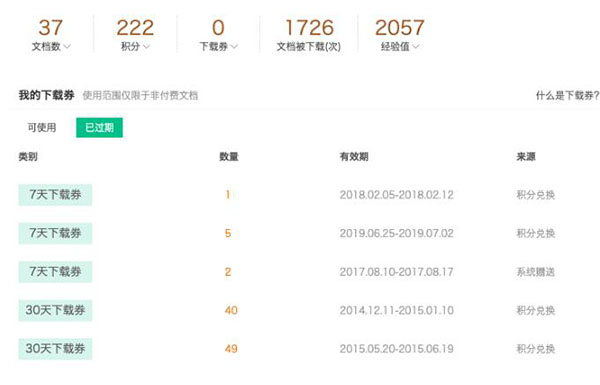 37 222 0 1726 2057
文档数 积分 下载券 文档被下载(次) 经验值
我的下载券 使用范围仅限于非付费文档 什么是下载券?
可使用 已过期
类别 数量 有效期 来源
7天下载券 1 2018.02.05-2018.02.12 积分兑换
7天下载券 5 2019.06.25-2019.07.02 积分兑换
7天下载券 2 2017.08.10-2017.08.17 系统赠送
30天下载券 40 2014.12.11-2015.01.10 积分兑换
30天下载券 49 2015.05.20-2015.06.19 积分兑换